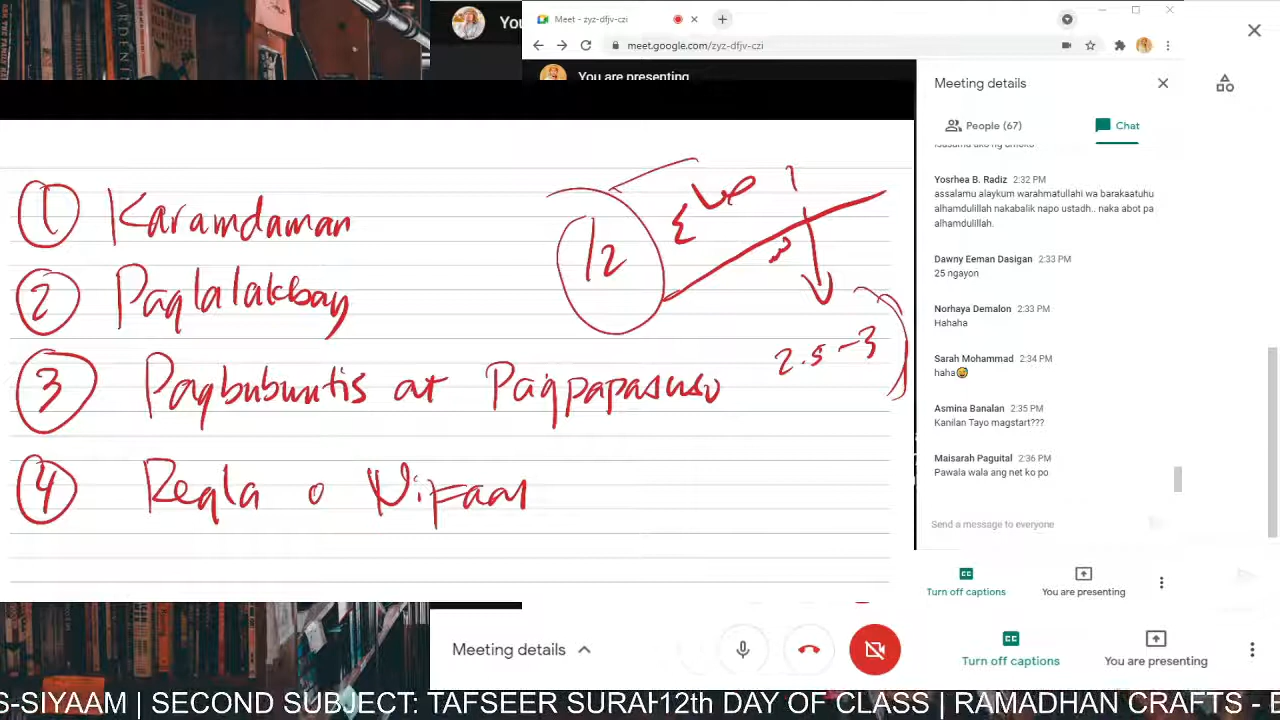 You
Meet - zyz-dfjv-czi
meet.google.com/zyz-dfjv-czi
You are presenting
Meeting details
People (67)
Chat
Yosrhea B. Radiz 2:32 PM
assalamu alaykum warahmatullahi wa barakaatuhu
alhamdulillah nakabalik napo ustadh.. naka abot pa
alhamdulillah.
Dawny Eeman Dasigan 2:33 PM
25 ngayon
Norhaya Demalon 2:33 PM
Hahaha
Sarah Mohammad 2:34 PM
haha😅
Asmina Banalan 2:35 PM
Kanilan Tayo magstart???
Maisarah Paguital 2:36 PM
Pawala wala ang net ko po
Send a message to everyone
CC
Turn off captions
You are presenting
1 Karamdaman
2 Paglalakbay
3 Pagbubuntis at Pagpapasuso
4 Regla o Nifaas
12
2.5 - 3
Meeting details
CC
Turn off captions
You are presenting
S-SIYAAM | SECOND SUBJECT: TAFSEER SURAH 12th DAY OF CLASS | RAMADHAN CRAFTS - E